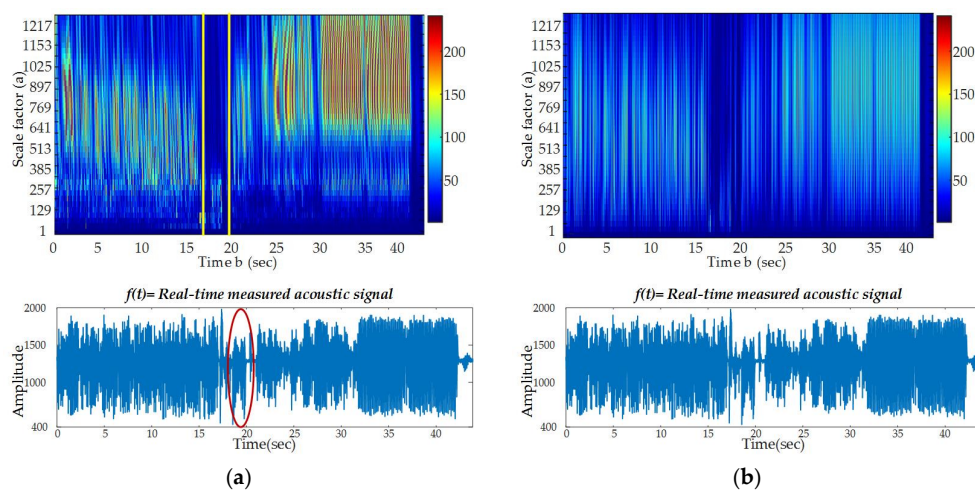 1217
1153
1025
897
769
641
513
385
257
129
1
Scale factor (a)
0 5 10 15 20 25 30 35 40
Time b (sec)
200
150
100
50
f(t)= Real-time measured acoustic signal
2000
1500
1000
400
Amplitude
0 5 10 15 20 25 30 35 40
Time(sec)
(a)
1217
1153
1025
897
769
641
513
385
257
129
1
Scale factor (a)
0 5 10 15 20 25 30 35 40
Time b (sec)
200
150
100
50
f(t)= Real-time measured acoustic signal
2000
1500
1000
400
Amplitude
0 5 10 15 20 25 30 35 40
Time(sec)
(b)